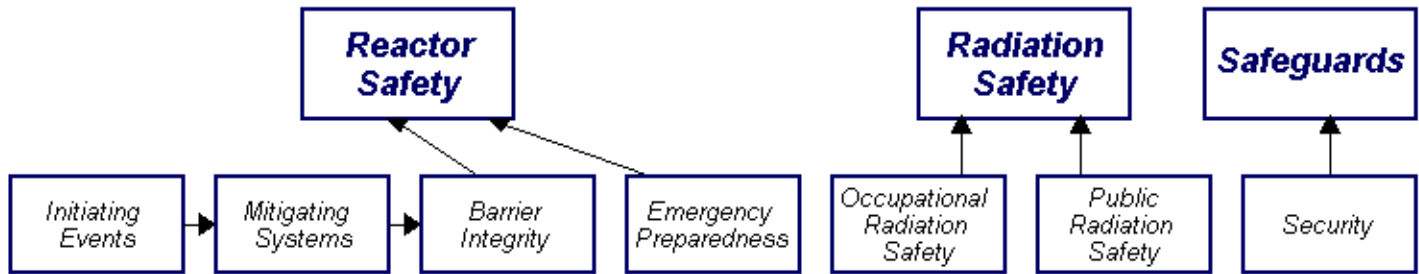 Reactor
Safety
Radiation
Safety
Safeguards
Initiating
Events
Mitigating
Systems
Barrier
Integrity
Emergency
Preparedness
Occupational
Radiation
Safety
Public
Radiation
Safety
Security